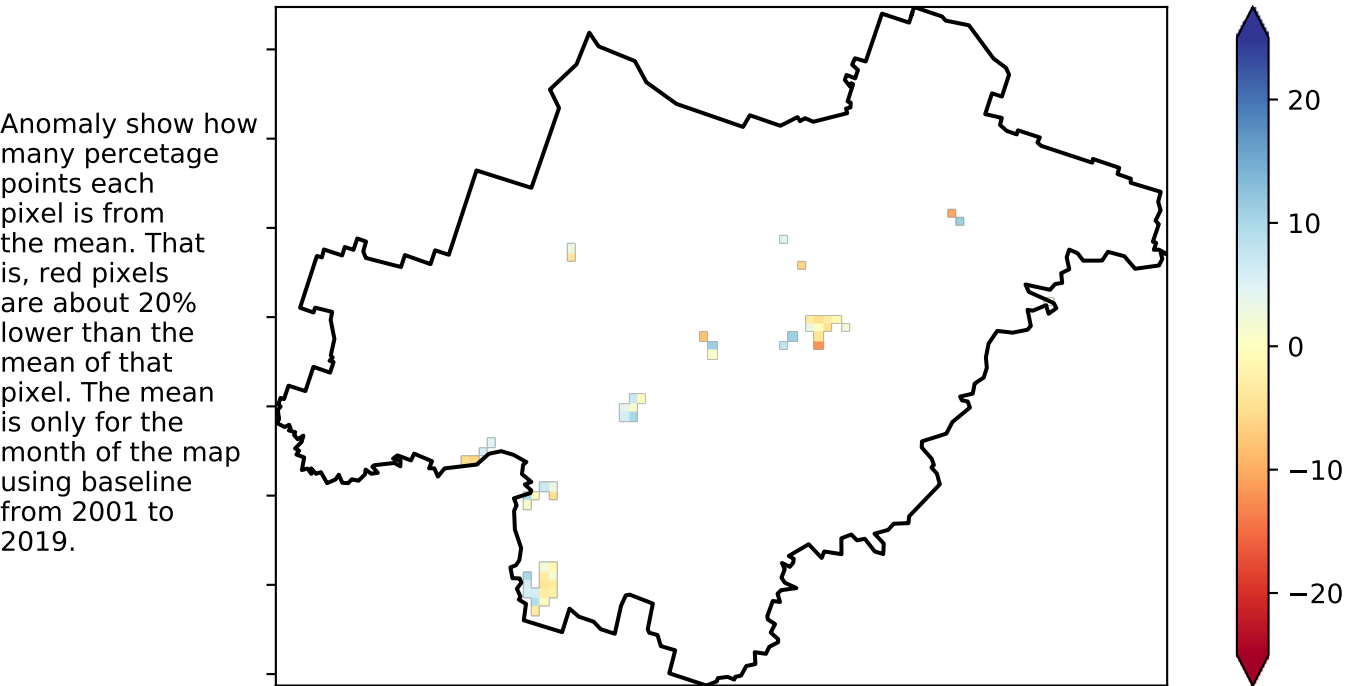 Anomaly show how
many percetage
points each
pixel is from
the mean. That
is, red pixels
are about 20%
lower than the
mean of that
pixel. The mean
is only for the
month of the map
using baseline
from 2001 to
2019.
20
10
0
−10
−20